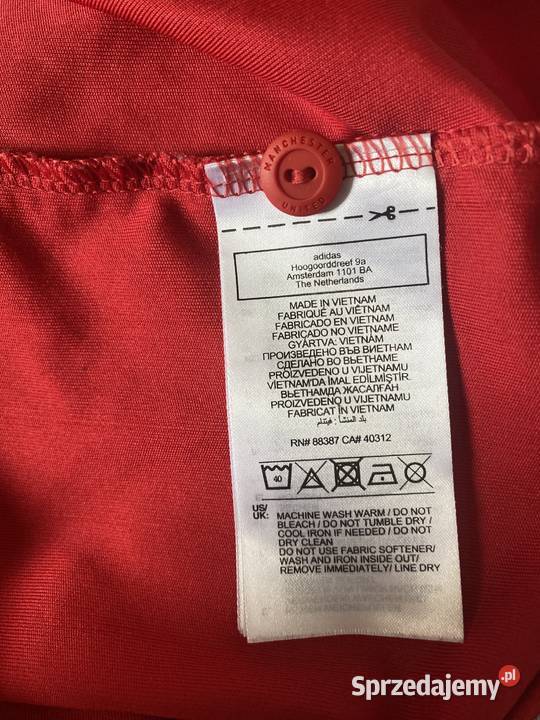 MANCHESTER
UNITED
adidas
Hoogoorddreef 9a
Amsterdam 1101 BA
The Netherlands
MADE IN VIETNAM
FABRIQUÉ AU VIÊTNAM
FABRICADO EN VIETNAM
FABRICADO NO VIETNAME
GYÁRTVA: VIETNÁM
ПРОИЗВЕДЕНО ВЪВ ВИЕТНАМ
СДЕЛАНО ВО ВЬЕТНАМЕ
PROIZVEDENO U VIJETNAMU
VİETNAM'DA İMAL EDİLMİŞTİR.
ВЬЕТНАМДА ЖАСАЛҒАН
PROIZVEDENO U VIJETNAMU
FABRICAT ÎN VIETNAM
بلد المنشأ : فيتنام
RN# 88387 CA# 40312
40
US/
UK: MACHINE WASH WARM / DO NOT
BLEACH / DO NOT TUMBLE DRY /
COOL IRON IF NEEDED / DO NOT
DRY CLEAN
DO NOT USE FABRIC SOFTENER/
WASH AND IRON INSIDE OUT/
REMOVE IMMEDIATELY/ LINE DRY
Sprzedajemy.pl